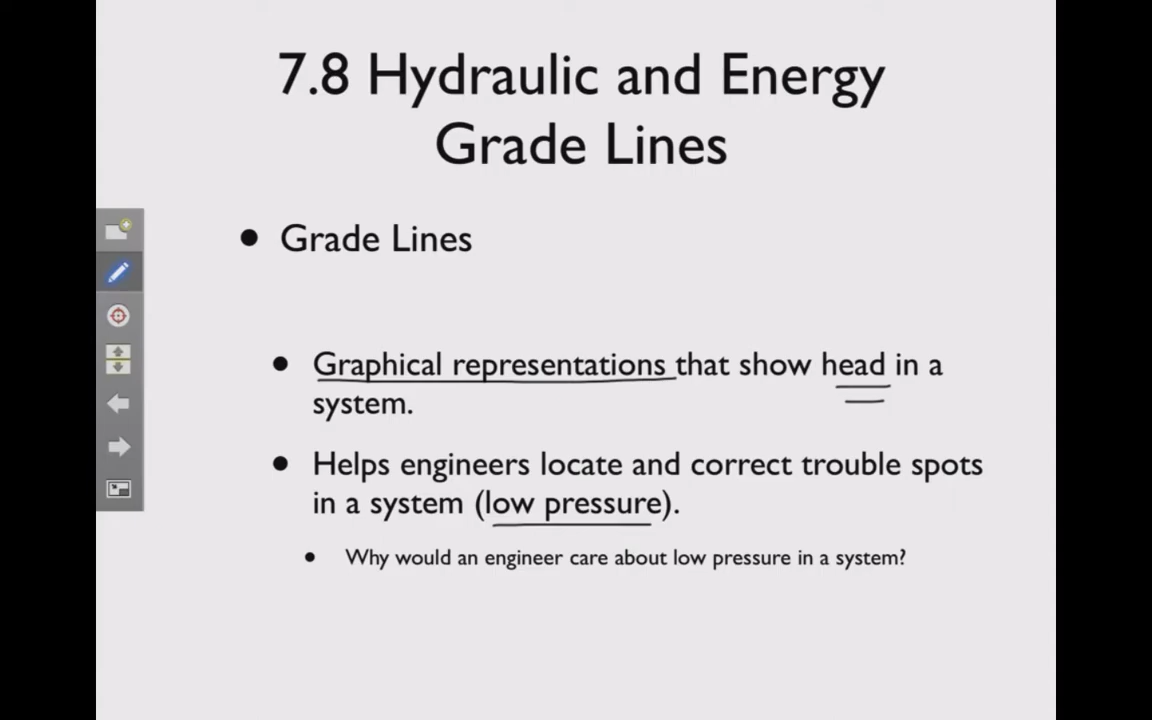 7.8 Hydraulic and Energy
Grade Lines
• Grade Lines
• Graphical representations that show head in a
system.
• Helps engineers locate and correct trouble spots
in a system (low pressure).
• Why would an engineer care about low pressure in a system?